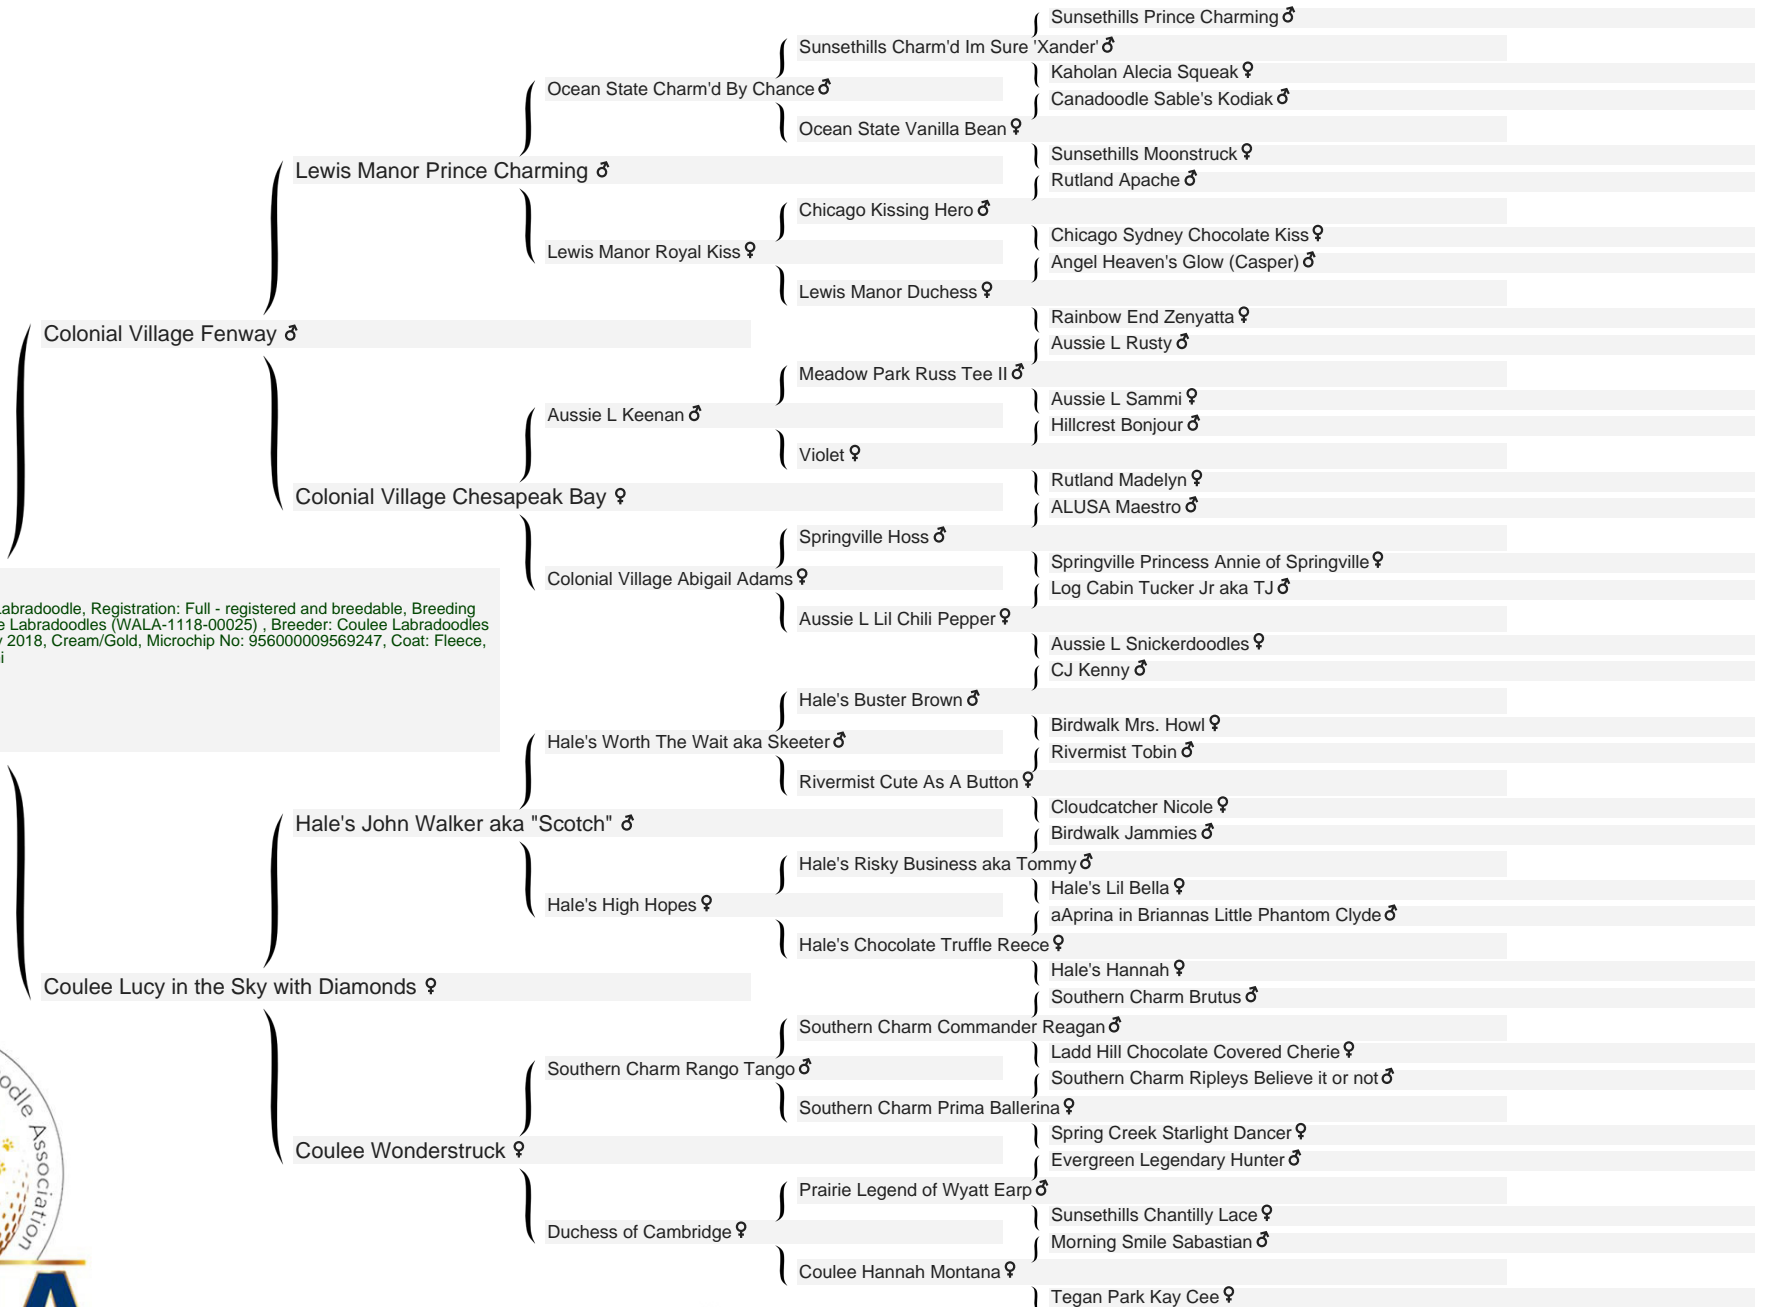 Sunsethills Prince Charming ♂
Sunsethills Charm'd Im Sure 'Xander' ♂
Kaholan Alecia Squeak ♀
Ocean State Charm'd By Chance ♂
Canadoodle Sable's Kodiak ♂
Ocean State Vanilla Bean ♀
Sunsethills Moonstruck ♀
Lewis Manor Prince Charming ♂
Rutland Apache ♂
Chicago Kissing Hero ♂
Chicago Sydney Chocolate Kiss ♀
Lewis Manor Royal Kiss ♀
Angel Heaven's Glow (Casper) ♂
Lewis Manor Duchess ♀
Rainbow End Zenyatta ♀
Colonial Village Fenway ♂
Aussie L Rusty ♂
Meadow Park Russ Tee II ♂
Aussie L Sammi ♀
Aussie L Keenan ♂
Hillcrest Bonjour ♂
Violet ♀
Rutland Madelyn ♀
Colonial Village Chesapeak Bay ♀
ALUSA Maestro ♂
Springville Hoss ♂
Springville Princess Annie of Springville ♀
Colonial Village Abigail Adams ♀
Log Cabin Tucker Jr aka TJ ♂
Aussie L Lil Chili Pepper ♀
Aussie L Snickerdoodles ♀
abradoodle, Registration: Full - registered and breedable, Breeding
e Labradoodles (WALA-1118-00025) , Breeder: Coulee Labradoodles
2018, Cream/Gold, Microchip No: 956000009569247, Coat: Fleece,
CJ Kenny ♂
Hale's Buster Brown ♂
Birdwalk Mrs. Howl ♀
Hale's Worth The Wait aka Skeeter ♂
Rivermist Tobin ♂
Rivermist Cute As A Button ♀
Cloudcatcher Nicole ♀
Hale's John Walker aka "Scotch" ♂
Birdwalk Jammies ♂
Hale's Risky Business aka Tommy ♂
Hale's Lil Bella ♀
Hale's High Hopes ♀
aAprina in Briannas Little Phantom Clyde ♂
Hale's Chocolate Truffle Reece ♀
Hale's Hannah ♀
Coulee Lucy in the Sky with Diamonds ♀
Southern Charm Brutus ♂
Southern Charm Commander Reagan ♂
Ladd Hill Chocolate Covered Cherie ♀
Southern Charm Rango Tango ♂
Southern Charm Ripleys Believe it or not ♂
Southern Charm Prima Ballerina ♀
Spring Creek Starlight Dancer ♀
Coulee Wonderstruck ♀
Evergreen Legendary Hunter ♂
Prairie Legend of Wyatt Earp ♂
Sunsethills Chantilly Lace ♀
Duchess of Cambridge ♀
Morning Smile Sabastian ♂
Coulee Hannah Montana ♀
Tegan Park Kay Cee ♀
oodle Association
A